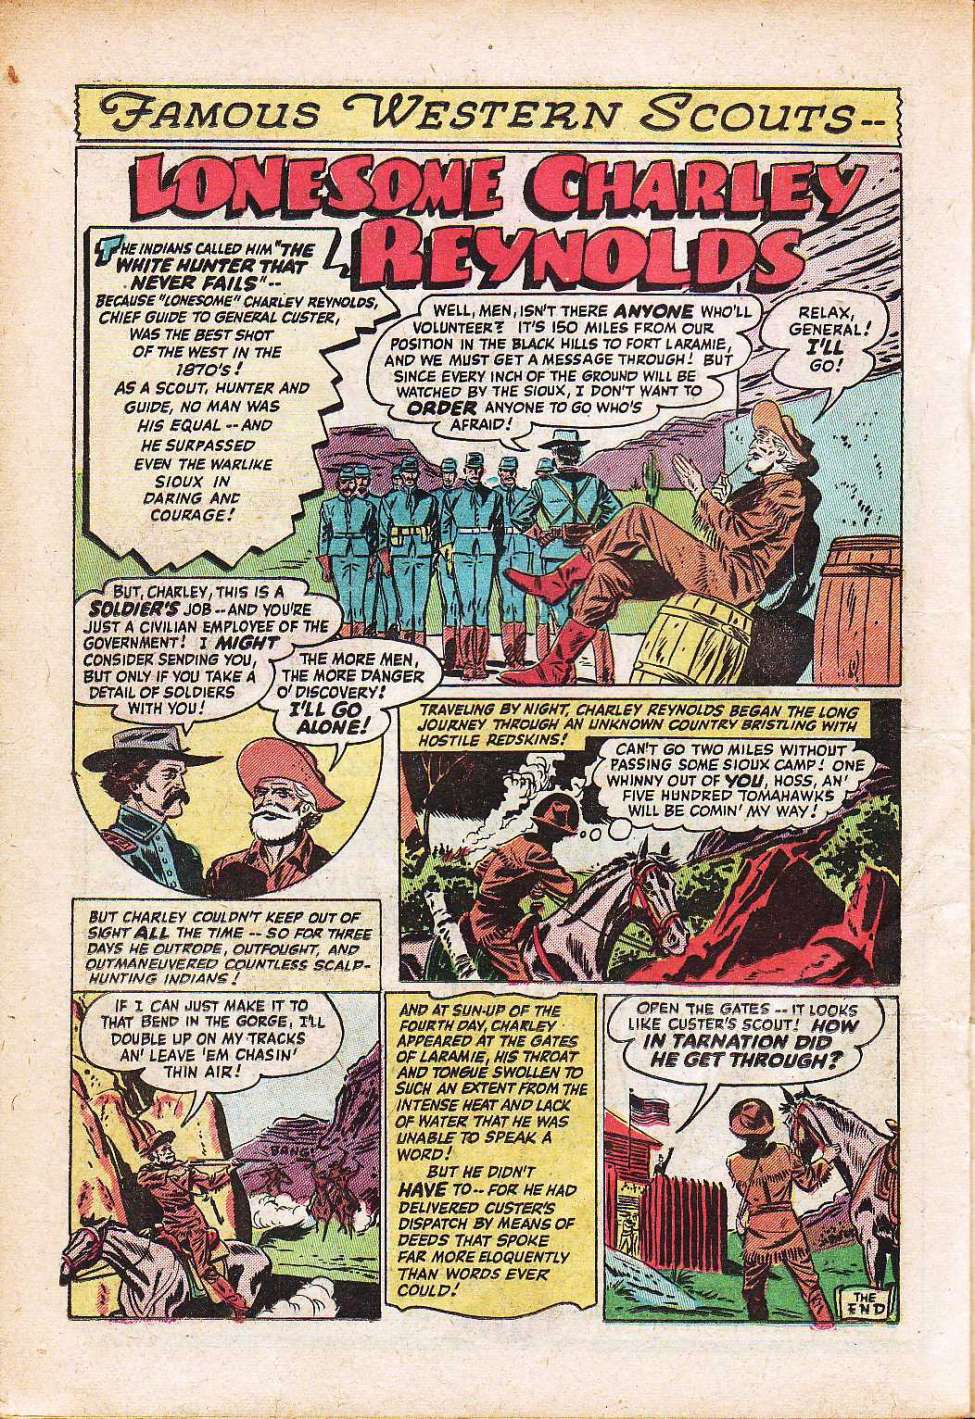 FAMOUS WESTERN SCOUTS--
LONESOME CHARLEY
REYNOLDS
THE INDIANS CALLED HIM "THE
WHITE HUNTER THAT
NEVER FAILS"--
BECAUSE "LONESOME" CHARLEY REYNOLDS,
CHIEF GUIDE TO GENERAL CUSTER,
WAS THE BEST SHOT
OF THE WEST IN THE
1870'S!
AS A SCOUT, HUNTER AND
GUIDE, NO MAN WAS
HIS EQUAL--AND
HE SURPASSED
EVEN THE WARLIKE
SIOUX IN
DARING AND
COURAGE!
WELL, MEN, ISN'T THERE ANYONE WHO'LL
VOLUNTEER? IT'S 150 MILES FROM OUR
POSITION IN THE BLACK HILLS TO FORT LARAMIE,
AND WE MUST GET A MESSAGE THROUGH! BUT
SINCE EVERY INCH OF THE GROUND WILL BE
WATCHED BY THE SIOUX, I DON'T WANT TO
ORDER ANYONE TO GO WHO'S
AFRAID!
RELAX,
GENERAL!
I'LL
GO!
BUT, CHARLEY, THIS IS A
SOLDIER'S JOB--AND YOU'RE
JUST A CIVILIAN EMPLOYEE OF THE
GOVERNMENT! I MIGHT
CONSIDER SENDING YOU,
BUT ONLY IF YOU TAKE A
DETAIL OF SOLDIERS
WITH YOU!
THE MORE MEN,
THE MORE DANGER
O' DISCOVERY!
I'LL GO
ALONE!
TRAVELING BY NIGHT, CHARLEY REYNOLDS BEGAN THE LONG
JOURNEY THROUGH AN UNKNOWN COUNTRY BRISTLING WITH
HOSTILE REDSKINS!
CAN'T GO TWO MILES WITHOUT
PASSING SOME SIOUX CAMP! ONE
WHINNY OUT OF YOU, HOSS, AN'
FIVE HUNDRED TOMAHAWKS
WILL BE COMIN' MY WAY!
BUT CHARLEY COULDN'T KEEP OUT OF
SIGHT ALL THE TIME--SO FOR THREE
DAYS HE OUTRODE, OUTFOUGHT, AND
OUTMANEUVERED COUNTLESS SCALP-
HUNTING INDIANS!
IF I CAN JUST MAKE IT TO
THAT BEND IN THE GORGE, I'LL
DOUBLE UP ON MY TRACKS
AN' LEAVE 'EM CHASIN'
THIN AIR!
BANG!
AND AT SUN-UP OF THE
FOURTH DAY, CHARLEY
APPEARED AT THE GATES
OF LARAMIE, HIS THROAT
AND TONGUE SWOLLEN TO
SUCH AN EXTENT FROM THE
INTENSE HEAT AND LACK
OF WATER THAT HE WAS
UNABLE TO SPEAK A
WORD!
BUT HE DIDN'T
HAVE TO--FOR HE HAD
DELIVERED CUSTER'S
DISPATCH BY MEANS OF
DEEDS THAT SPOKE
FAR MORE ELOQUENTLY
THAN WORDS EVER
COULD!
OPEN THE GATES--IT LOOKS
LIKE CUSTER'S SCOUT! HOW
IN TARNATION DID
HE GET THROUGH?
THE
END